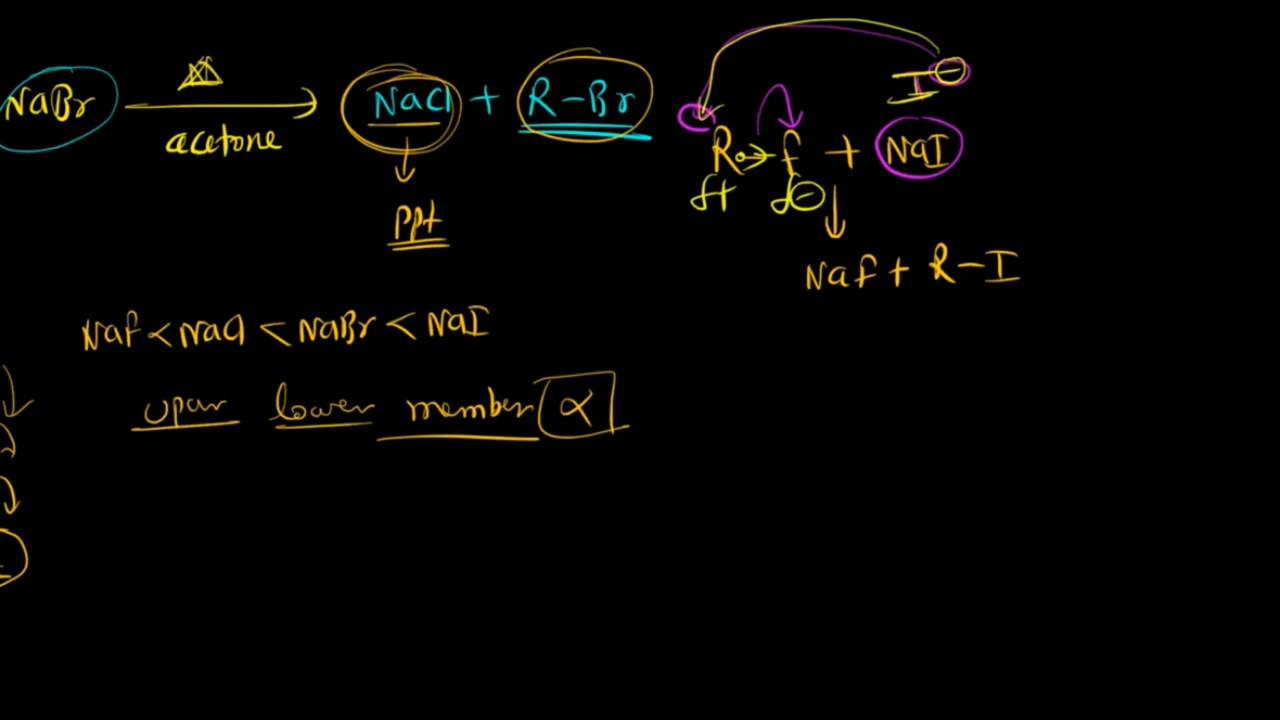 NaBr → Δ acetone NaCl + R-Br
↓
ppt
I⊖
R → f + NaI
δ+ δ⊖ ↓
Naf + R-I
Naf < NaCl < NaBr < NaI
upar lower member α